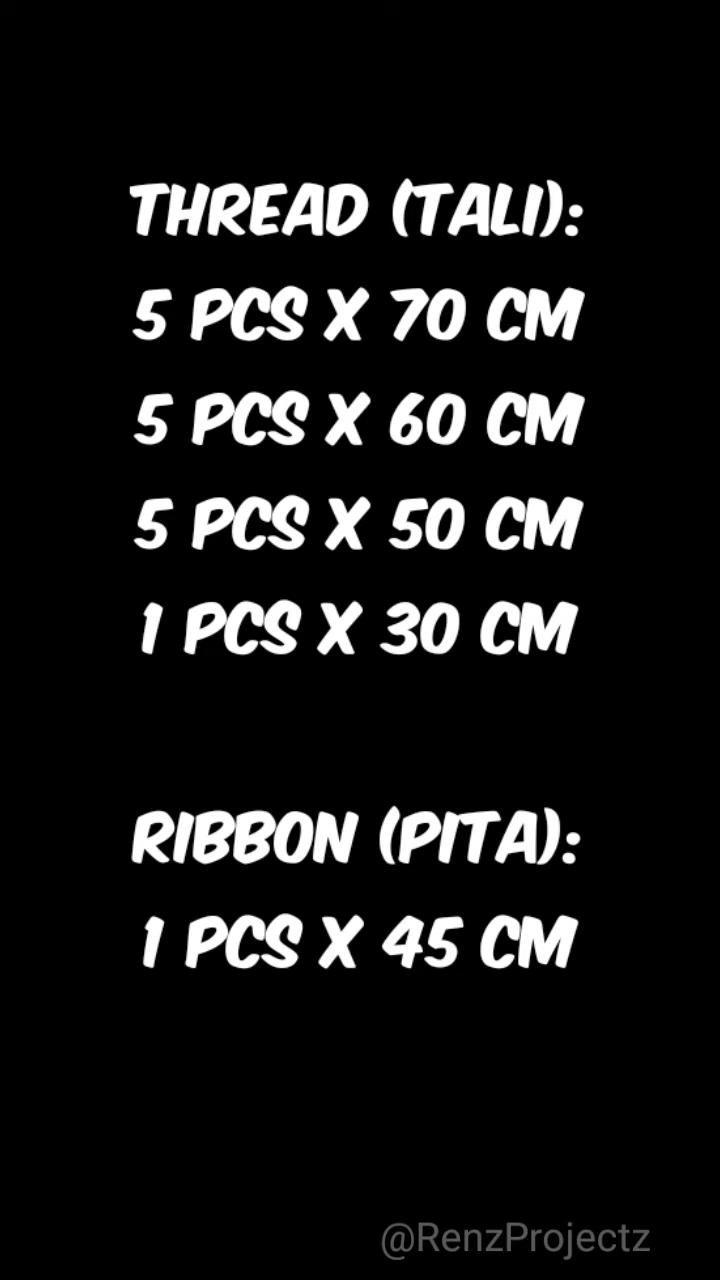 THREAD (TALI):
5 PCS X 70 CM
5 PCS X 60 CM
5 PCS X 50 CM
1 PCS X 30 CM
RIBBON (PITA):
1 PCS X 45 CM
@RenzProjectz